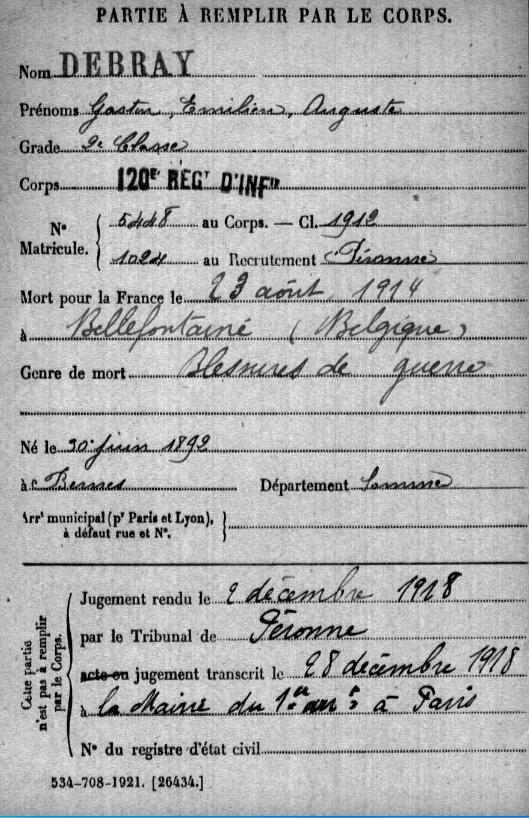 PARTIE À REMPLIR PAR LE CORPS.
Nom DEBRAY
Prénoms Gaston, Emilien, Auguste
Grade 2e Classe
Corps 120e REGT D'INFie
No Matricule. { 5448 au Corps. — Cl. 1912
1024 au Recrutement Péronne
Mort pour la France le 23 août 1914
à Bellefontaine (Belgique)
Genre de mort Blessures de guerre
Né le 30 juin 1892
à Bernes Département Somme
Arrt municipal (pr Paris et Lyon), à défaut rue et No. }
Cette partie n'est pas à remplir par le Corps.
Jugement rendu le 2 décembre 1918
par le Tribunal de Péronne
acte ou jugement transcrit le 28 décembre 1918
à la Mairie du 1er arrt à Paris
No du registre d'état civil
534-708-1921. [26434.]